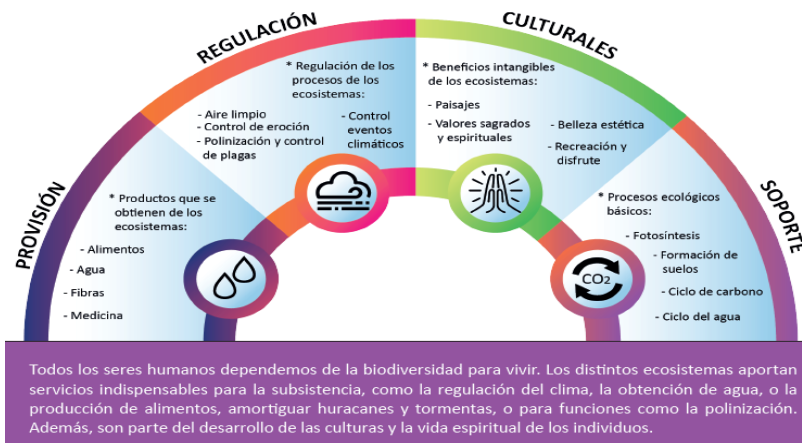 PROVISIÓN
* Productos que se
obtienen de los
ecosistemas:
- Alimentos
- Agua
- Fibras
- Medicina
REGULACIÓN
* Regulación de los
procesos de los
ecosistemas:
- Aire limpio
- Control de eroción
- Polinización y control
de plagas
- Control
eventos
climáticos
CULTURALES
* Beneficios intangibles
de los ecosistemas:
- Paisajes
- Valores sagrados
y espirituales
- Belleza estética
- Recreación y
disfrute
SOPORTE
* Procesos ecológicos
básicos:
- Fotosíntesis
- Formación de
suelos
- Ciclo de carbono
- Ciclo del agua
CO2
Todos los seres humanos dependemos de la biodiversidad para vivir. Los distintos ecosistemas aportan
servicios indispensables para la subsistencia, como la regulación del clima, la obtención de agua, o la
producción de alimentos, amortiguar huracanes y tormentas, o para funciones como la polinización.
Además, son parte del desarrollo de las culturas y la vida espiritual de los individuos.